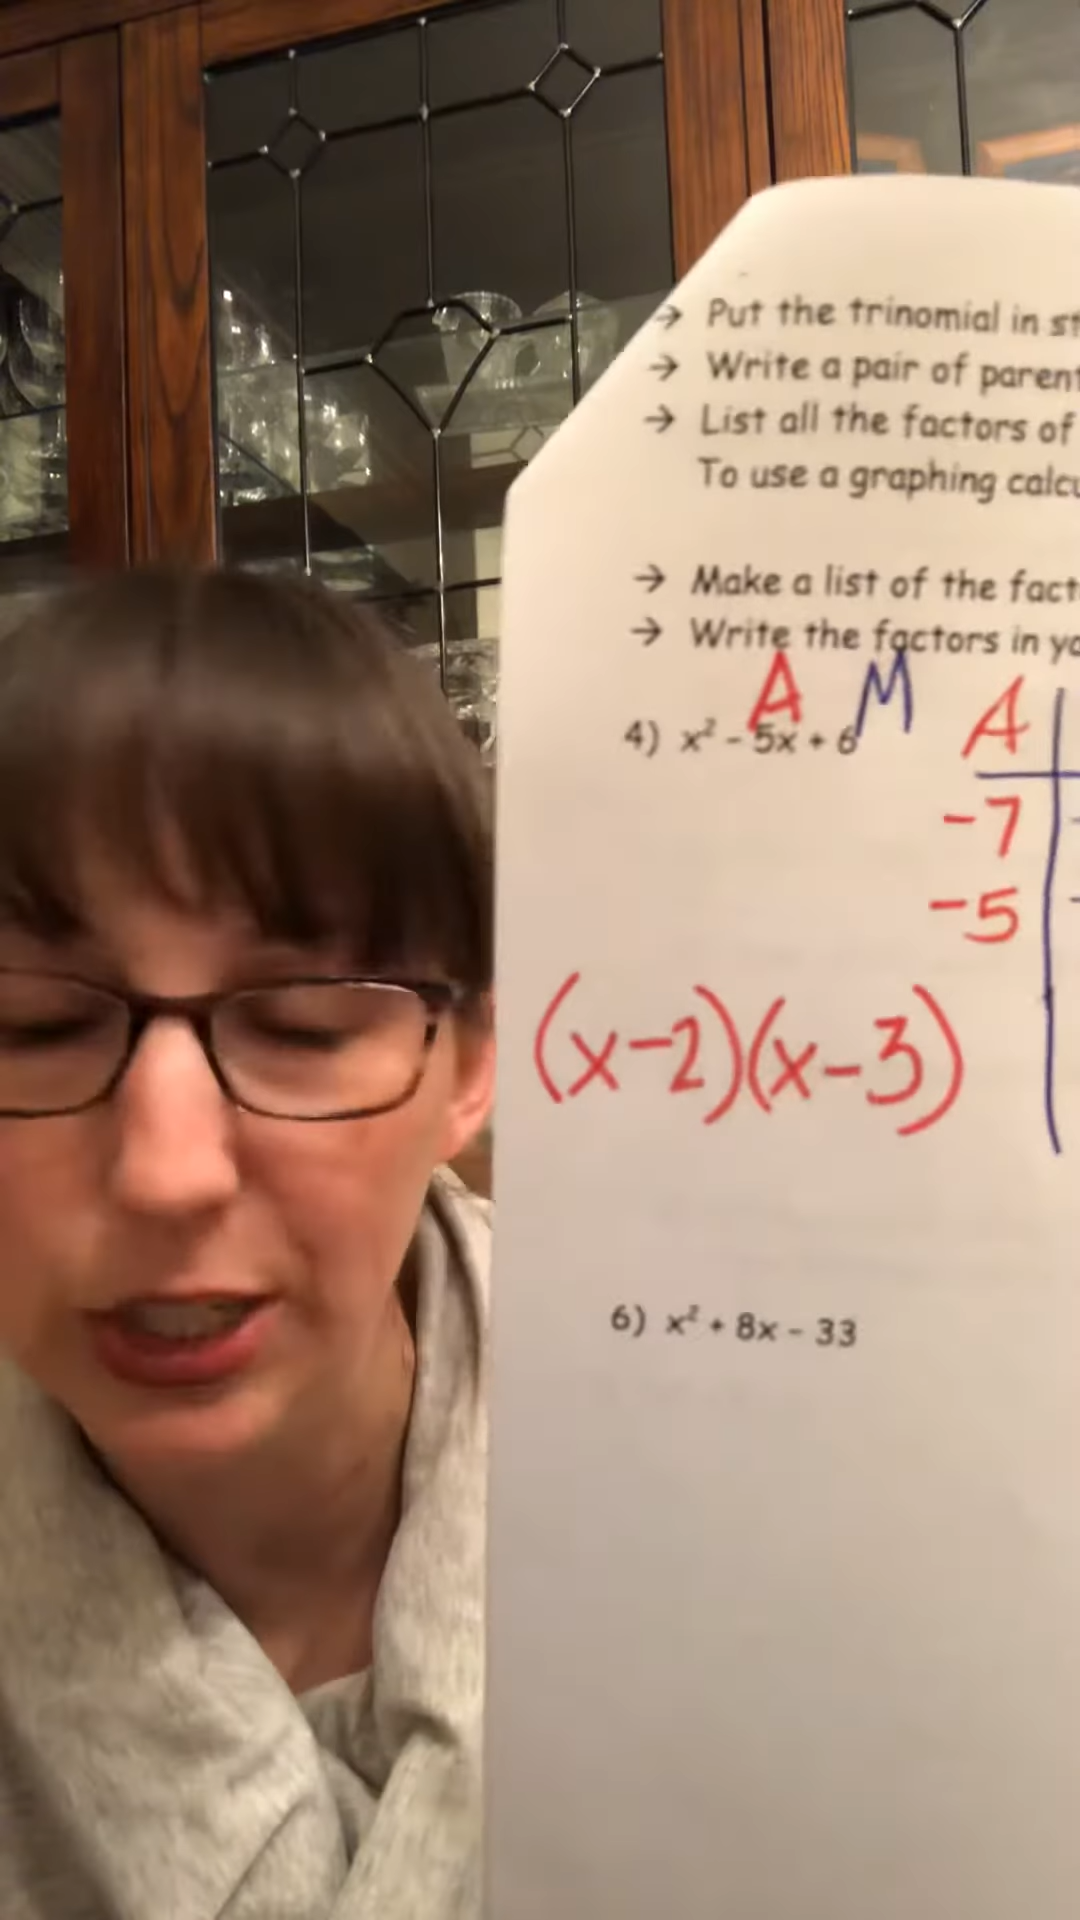 → Put the trinomial in st
→ Write a pair of parent
→ List all the factors of
To use a graphing calcu
→ Make a list of the fact
→ Write the factors in yo
A M A
4) x² - 5x + 6
-7
-5
(x-2)(x-3)
6) x² + 8x - 33